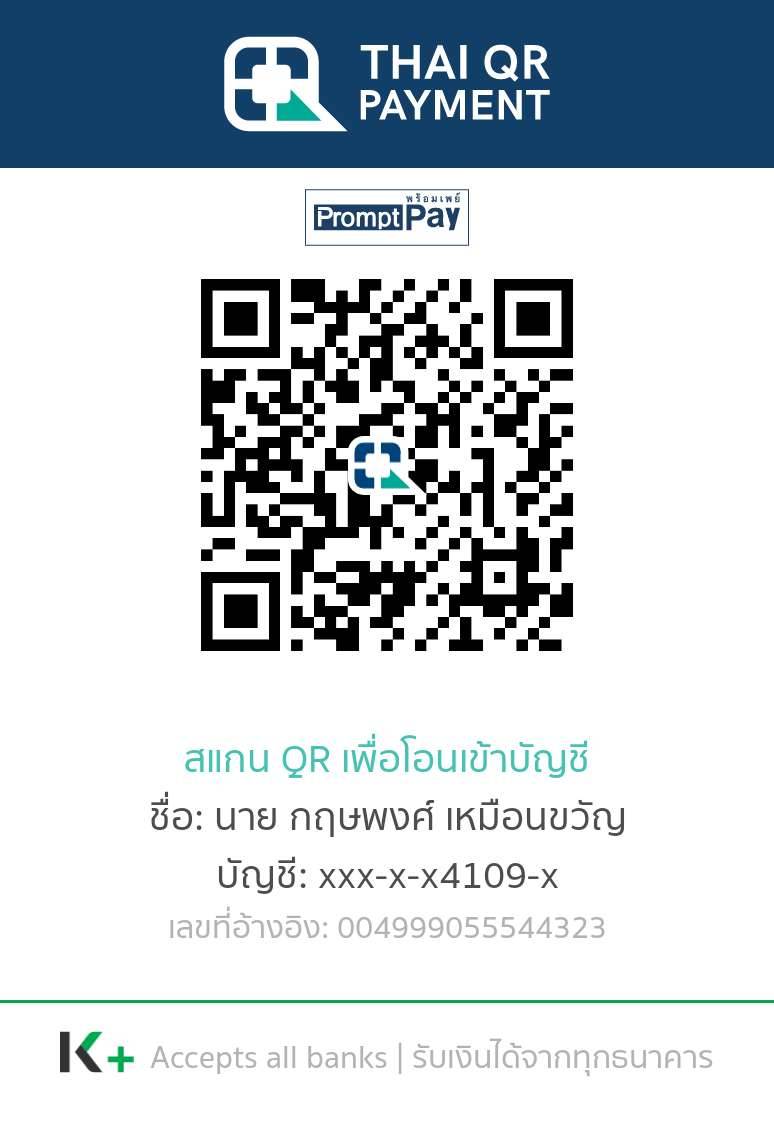 THAI QR
PAYMENT
พร้อมเพย์
PromptPay
สแกน QR เพื่อโอนเข้าบัญชี
ชื่อ: นาย กฤษพงศ์ เหมือนขวัญ
บัญชี: xxx-x-x4109-x
เลขที่อ้างอิง: 004999055544323
K+ Accepts all banks | รับเงินได้จากทุกธนาคาร